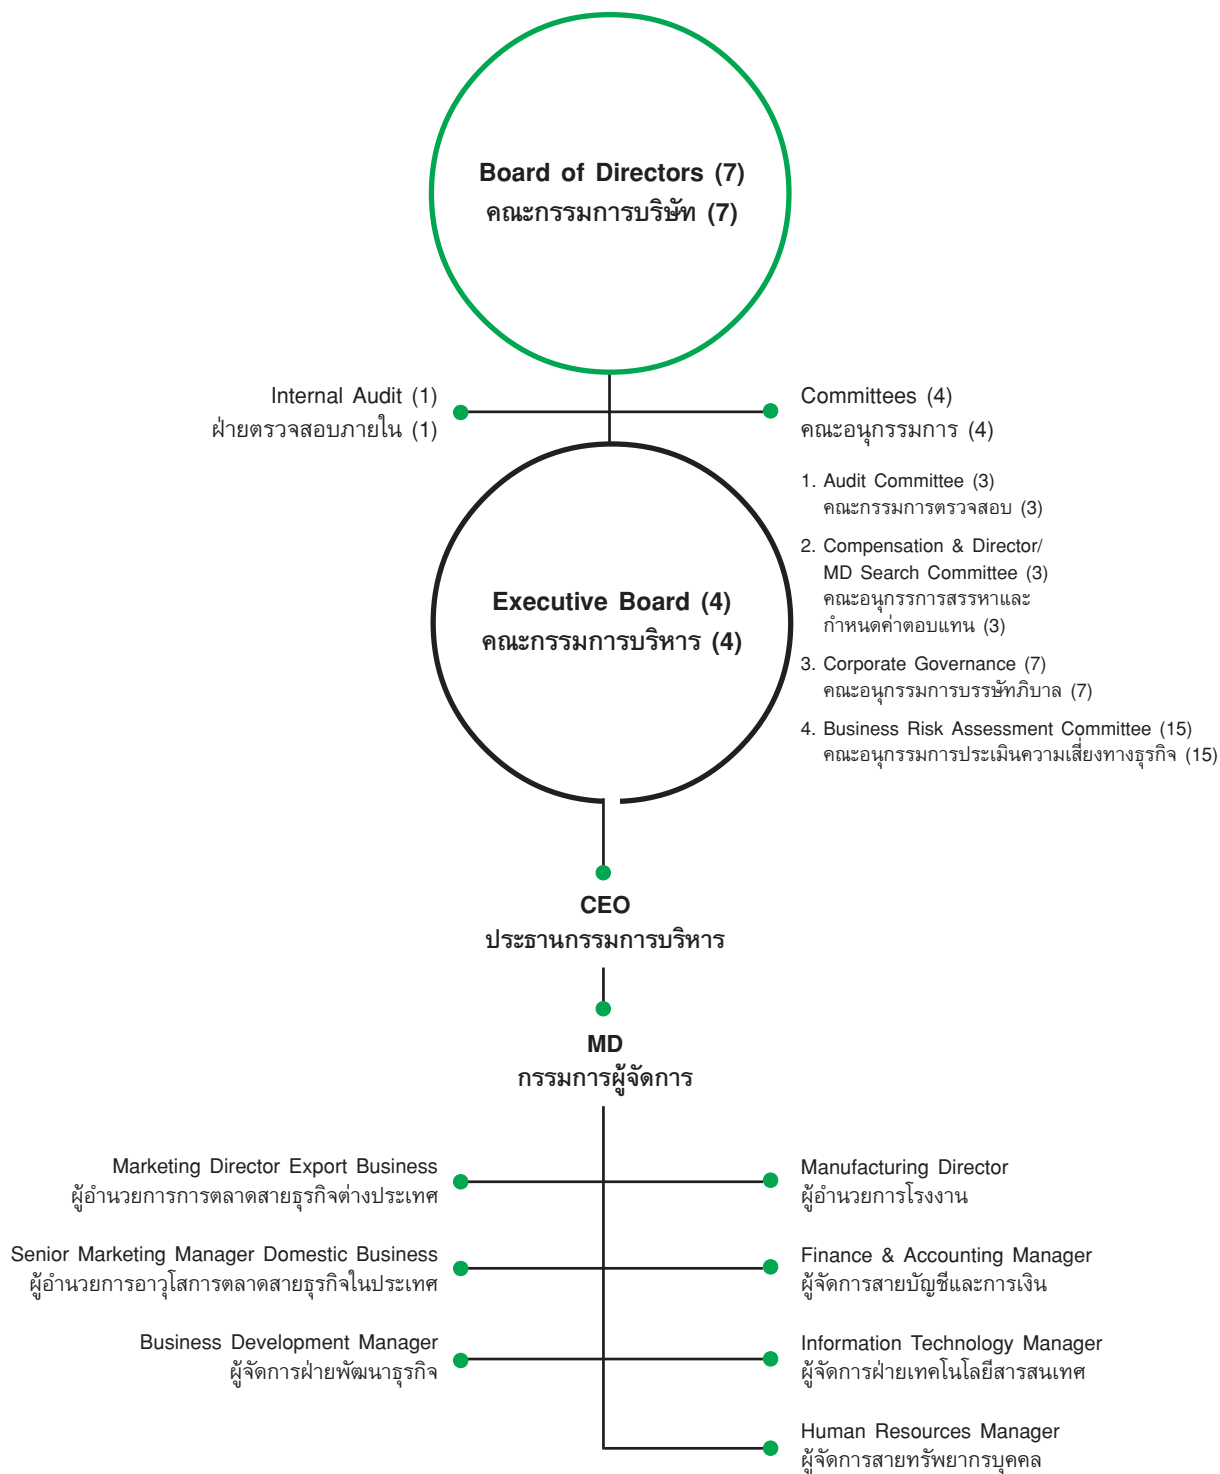 Board of Directors (7)
คณะกรรมการบริษัท (7)
Internal Audit (1)
ฝ่ายตรวจสอบภายใน (1)
Committees (4)
คณะอนุกรรมการ (4)
1. Audit Committee (3)
คณะกรรมการตรวจสอบ (3)
2. Compensation & Director/
MD Search Committee (3)
คณะอนุกรรการสรรหาและ
กำหนดค่าตอบแทน (3)
3. Corporate Governance (7)
คณะอนุกรรมการบรรษัทภิบาล (7)
4. Business Risk Assessment Committee (15)
คณะอนุกรรมการประเมินความเสี่ยงทางธุรกิจ (15)
Executive Board (4)
คณะกรรมการบริหาร (4)
CEO
ประธานกรรมการบริหาร
MD
กรรมการผู้จัดการ
Marketing Director Export Business
ผู้อำนวยการการตลาดสายธุรกิจต่างประเทศ
Manufacturing Director
ผู้อำนวยการโรงงาน
Senior Marketing Manager Domestic Business
ผู้อำนวยการอาวุโสการตลาดสายธุรกิจในประเทศ
Finance & Accounting Manager
ผู้จัดการสายบัญชีและการเงิน
Business Development Manager
ผู้จัดการฝ่ายพัฒนาธุรกิจ
Information Technology Manager
ผู้จัดการฝ่ายเทคโนโลยีสารสนเทศ
Human Resources Manager
ผู้จัดการสายทรัพยากรบุคคล